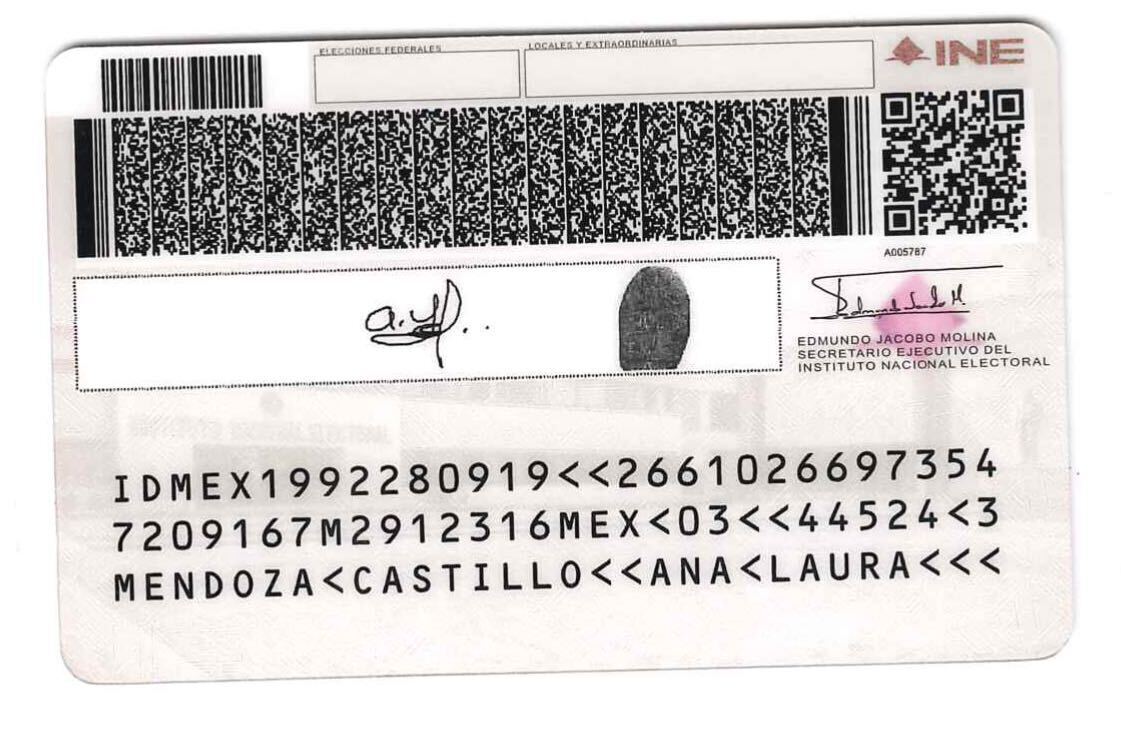 ELECCIONES FEDERALES
LOCALES Y EXTRAORDINARIAS
INE
A005787
EDMUNDO JACOBO MOLINA
SECRETARIO EJECUTIVO DEL
INSTITUTO NACIONAL ELECTORAL
IDMEX1992280919<<2661026697354
7209167M2912316MEX<03<<44524<3
MENDOZA<CASTILLO<<ANA<LAURA<<<